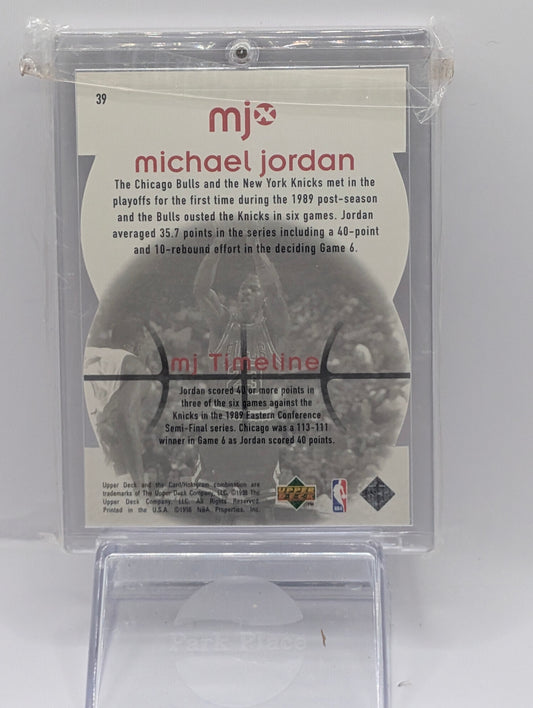 39
mjx
michael jordan
The Chicago Bulls and the New York Knicks met in the
playoffs for the first time during the 1989 post-season
and the Bulls ousted the Knicks in six games. Jordan
averaged 35.7 points in the series including a 40-point
and 10-rebound effort in the deciding Game 6.
mj Timeline
Jordan scored 40 or more points in
three of the six games against the
Knicks in the 1989 Eastern Conference
Semi-Final series. Chicago was a 113-111
winner in Game 6 as Jordan scored 40 points.
Upper Deck and the Card/Hologram combination are
trademarks of The Upper Deck Company, LLC. ©1998 The
Upper Deck Company, LLC. All Rights Reserved.
Printed in the U.S.A. ©1998 NBA Properties, Inc.
UPPER
DECK
NBA
Park Place